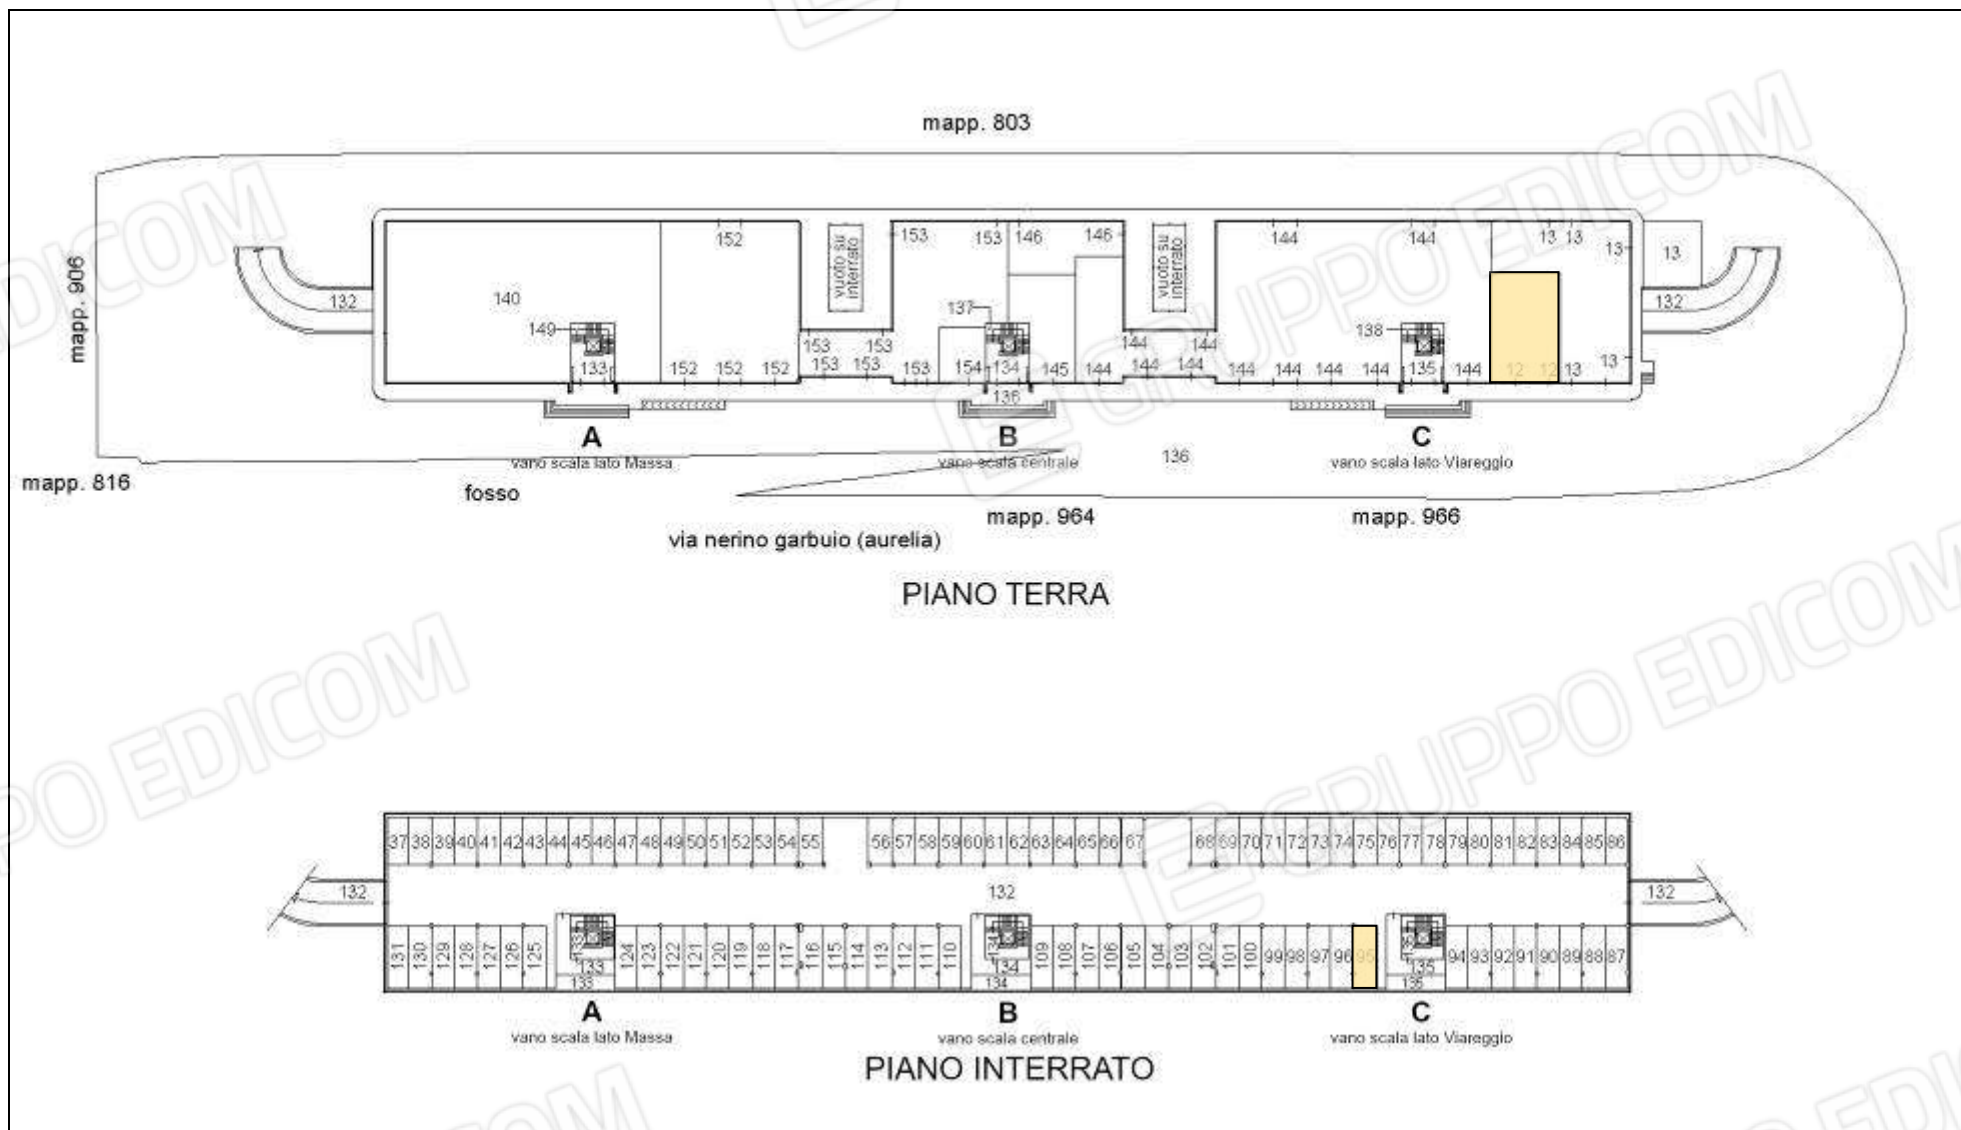 mapp. 803
152
153
153
146
146
144
144
13
13
13
13
vuoto su interrato
vuoto su interrato
mapp. 906
132
140
137
132
149
138
153
153
144
144
13
133
152
152
152
153
153
153
154
134
145
144
144
144
144
144
144
144
135
144
12
12
13
136
A
B
C
vano scala lato Massa
vano scala centrale
136
vano scala lato Viareggio
mapp. 816
fosso
mapp. 964
mapp. 966
via nerino garbuio (aurelia)
PIANO TERRA
37 38 39 40 41 42 43 44 45 46 47 48 49 50 51 52 53 54 55 56 57 58 59 60 61 62 63 64 65 66 67 68 69 70 71 72 73 74 75 76 77 78 79 80 81 82 83 84 85 86
132
132
132
131 130 129 128 127 126 125 133 124 123 122 121 120 119 118 117 116 115 114 113 112 111 110 134 109 108 107 106 105 104 103 102 101 100 99 98 97 96 95 135 94 93 92 91 90 89 88 87
133
134
135
133
134
135
A
B
C
vano scala lato Massa
vano scala centrale
vano scala lato Viareggio
PIANO INTERRATO
GRUPPO EDICOM
GRUPPO EDICOM